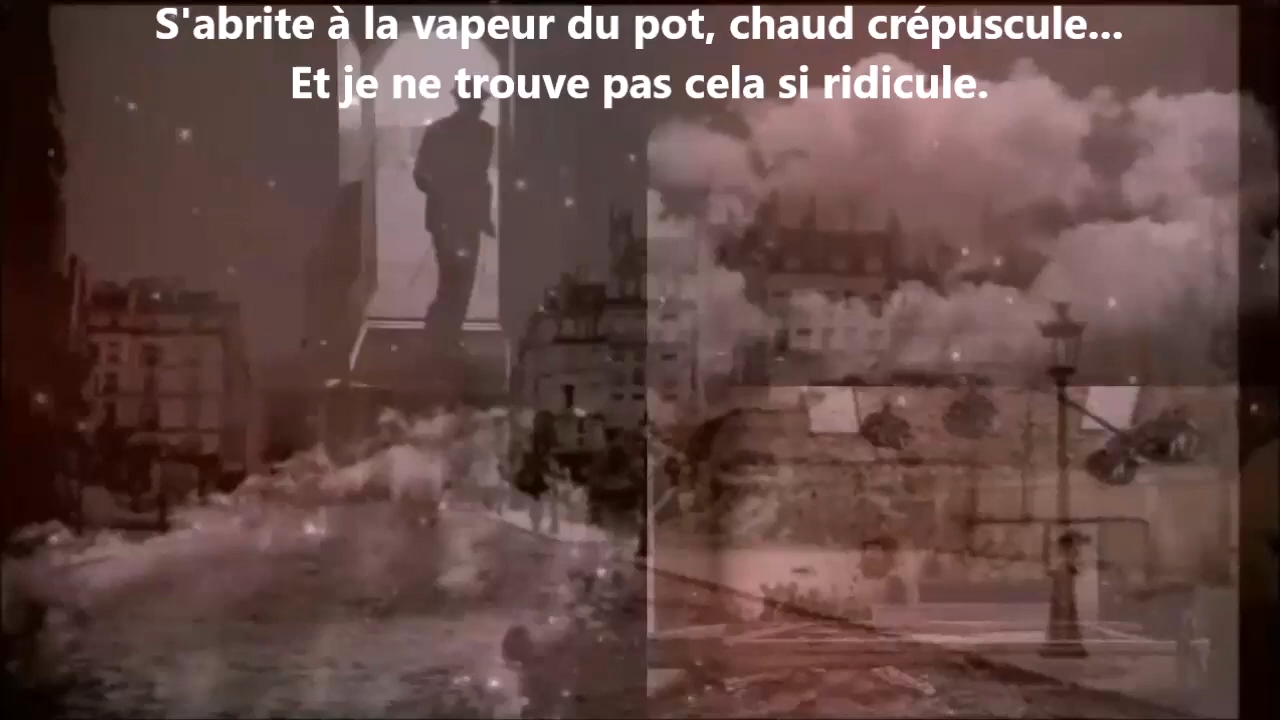 S'abrite à la vapeur du pot, chaud crépuscule...
Et je ne trouve pas cela si ridicule.